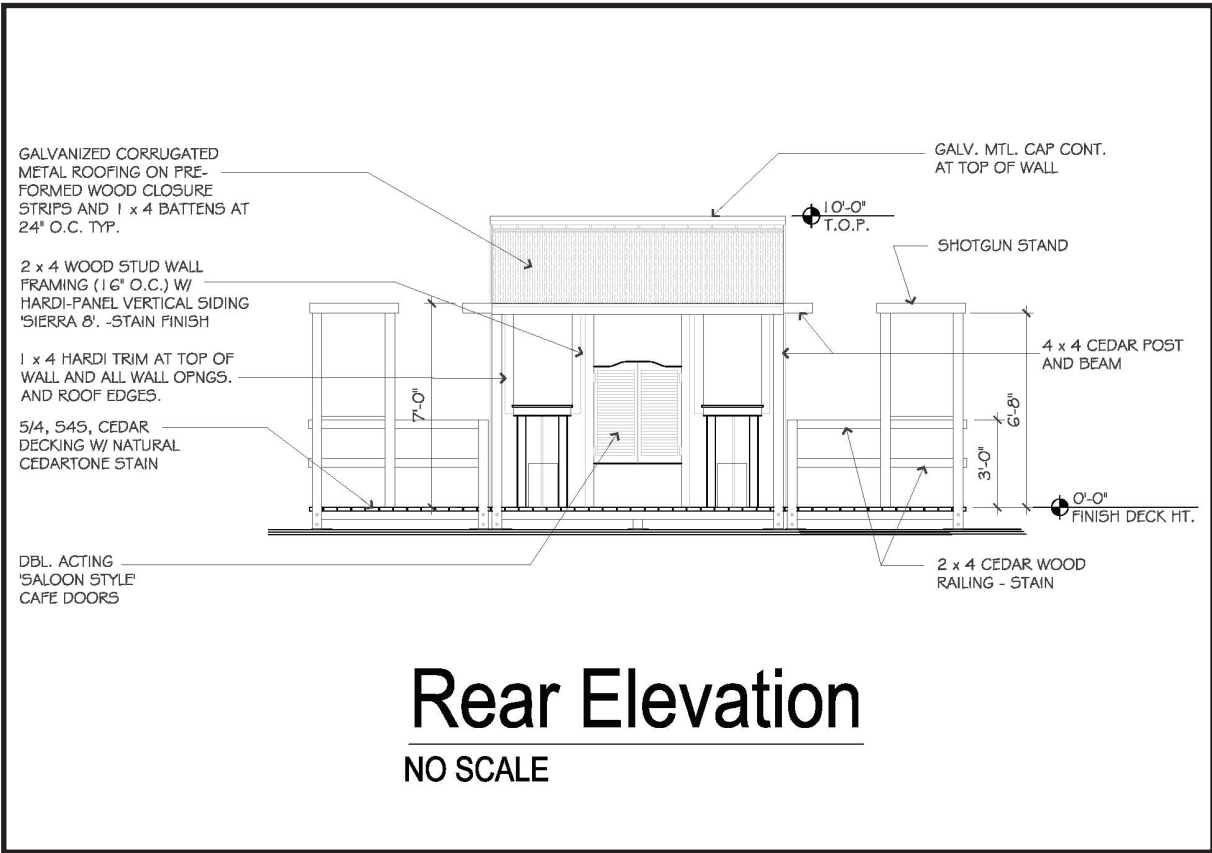 GALVANIZED CORRUGATED
METAL ROOFING ON PRE-
FORMED WOOD CLOSURE
STRIPS AND 1 x 4 BATTENS AT
24" O.C. TYP.
2 x 4 WOOD STUD WALL
FRAMING (16" O.C.) W/
HARDI-PANEL VERTICAL SIDING
'SIERRA 8'. -STAIN FINISH
1 x 4 HARDI TRIM AT TOP OF
WALL AND ALL WALL OPNGS.
AND ROOF EDGES.
5/4, S4S, CEDAR
DECKING W/ NATURAL
CEDARTONE STAIN
DBL. ACTING
'SALOON STYLE'
CAFE DOORS
7'-0"
GALV. MTL. CAP CONT.
AT TOP OF WALL
10'-0"
T.O.P.
SHOTGUN STAND
4 x 4 CEDAR POST
AND BEAM
6'-8"
3'-0"
0'-0"
FINISH DECK HT.
2 x 4 CEDAR WOOD
RAILING - STAIN
Rear Elevation
NO SCALE